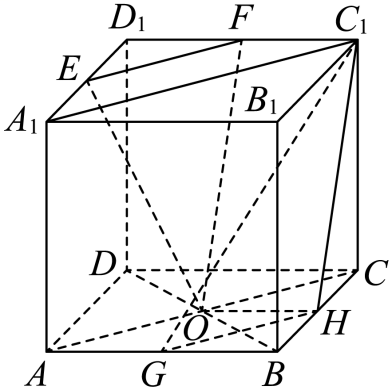 D₁ F C₁
E
A₁ B₁
D C
O H
A G B